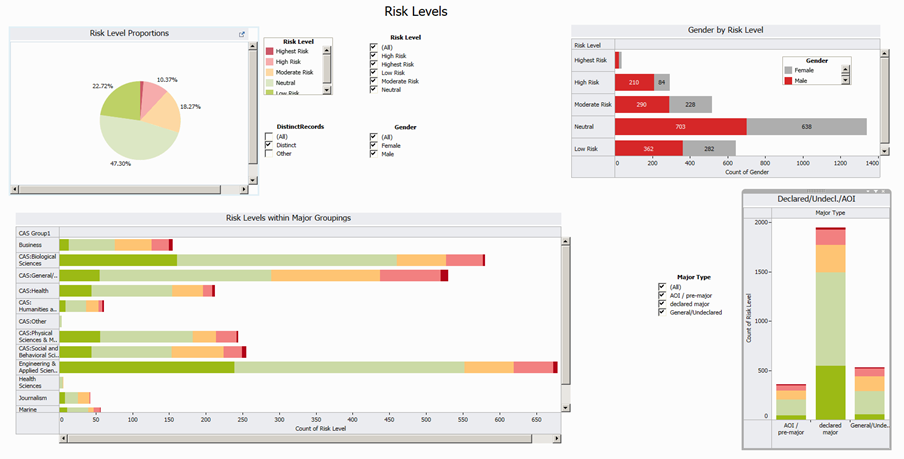 Risk Levels
Risk Level Proportions
22.72%
10.37%
18.27%
47.30%
Risk Level
Highest Risk
High Risk
Moderate Risk
Neutral
Low Risk
Risk Level
(All)
High Risk
Highest Risk
Low Risk
Moderate Risk
Neutral
DistinctRecords
(All)
Distinct
Other
Gender
(All)
Female
Male
Gender by Risk Level
Risk Level
Highest Risk
High Risk
210 84
Moderate Risk
290 228
Neutral
703 638
Low Risk
362 282
Gender
Female
Male
0 200 400 600 800 1000 1200 1400
Count of Gender
Risk Levels within Major Groupings
CAS Group1
Business
CAS:Biological
Sciences
CAS:General/..
CAS:Health
CAS:
Humanities a..
CAS:Other
CAS:Physical
Sciences & M..
CAS:Social and
Behavioral Sci..
Engineering &
Applied Scien..
Health
Sciences
Journalism
Marine
0 50 100 150 200 250 300 350 400 450 500 550 600 650
Count of Risk Level
Major Type
(All)
AOI / pre-major
declared major
General/Undeclared
Declared/Undecl./AOI
Major Type
2000
1500
1000
500
0
Count of Risk Level
AOI /
pre-major
declared
major
General/Unde..